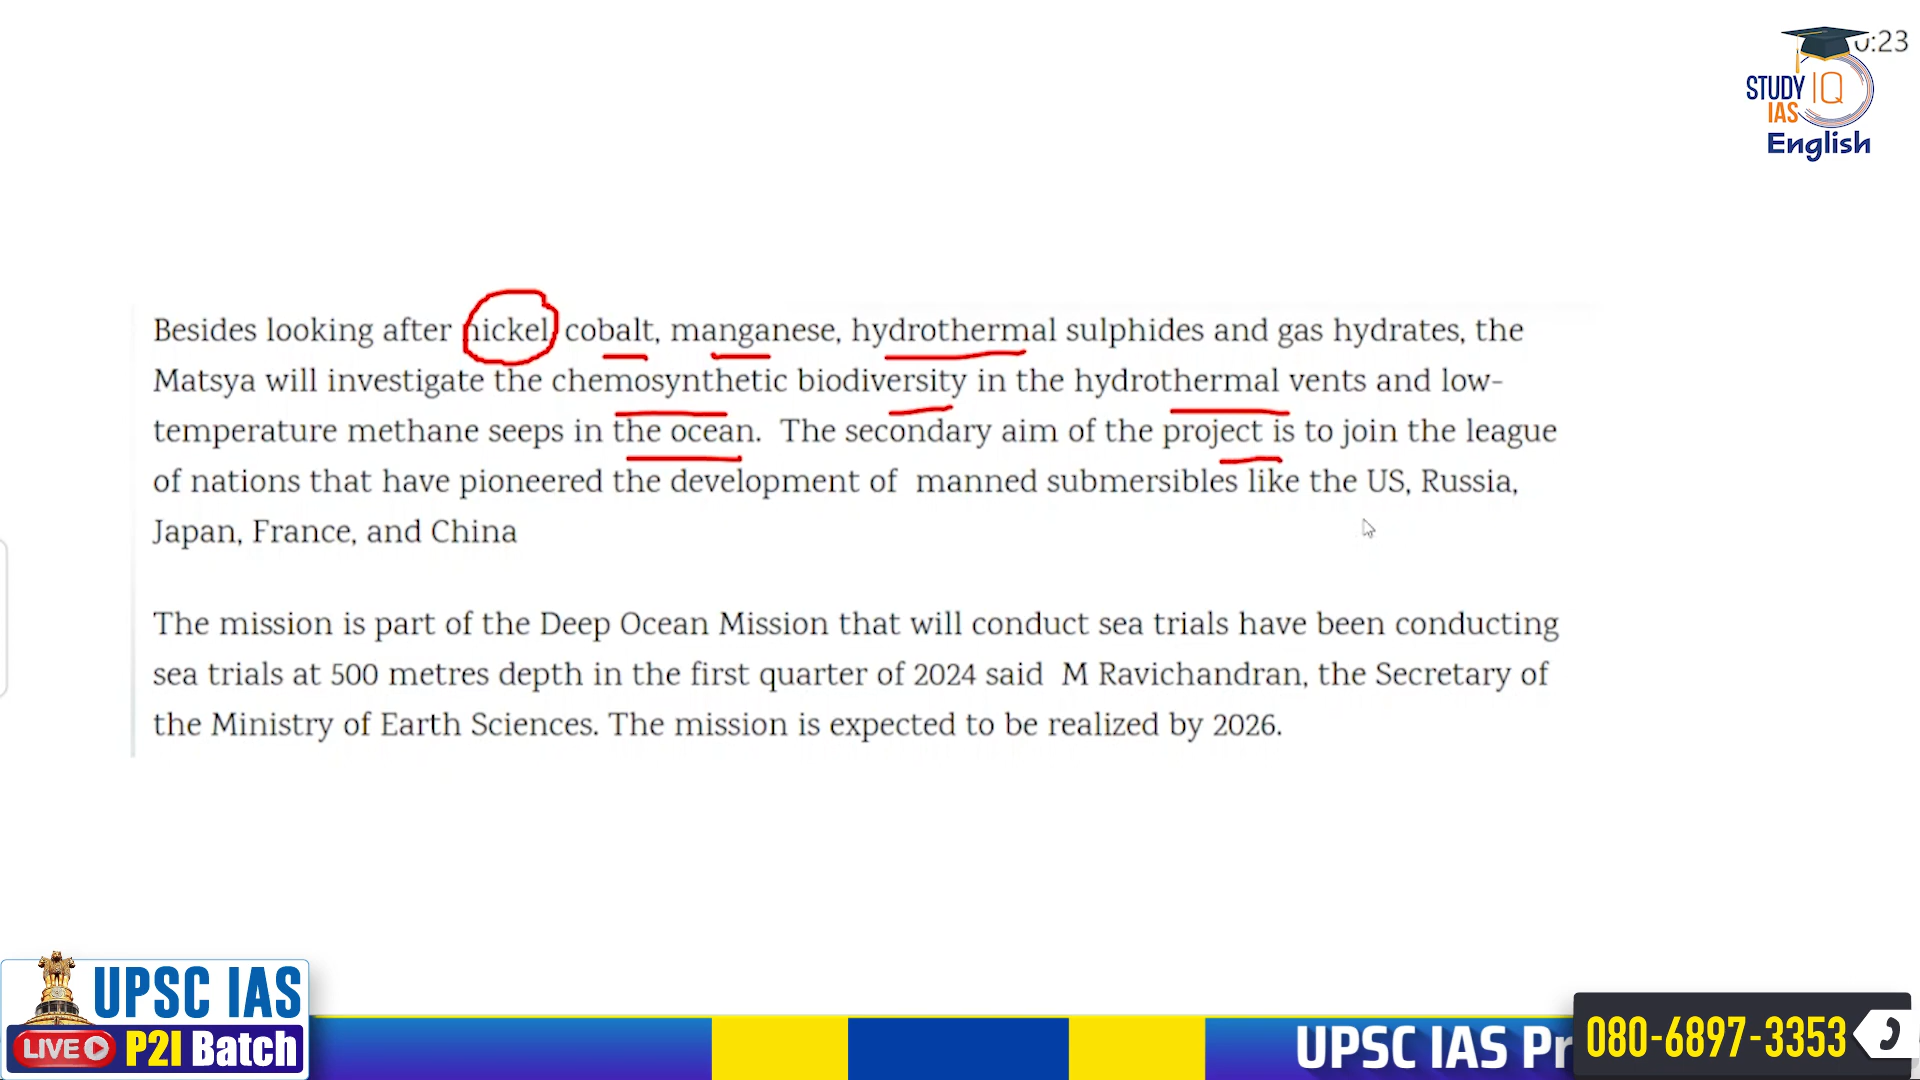 :23
STUDY IQ
IAS
English
Besides looking after nickel, cobalt, manganese, hydrothermal sulphides and gas hydrates, the
Matsya will investigate the chemosynthetic biodiversity in the hydrothermal vents and low-
temperature methane seeps in the ocean. The secondary aim of the project is to join the league
of nations that have pioneered the development of manned submersibles like the US, Russia,
Japan, France, and China
The mission is part of the Deep Ocean Mission that will conduct sea trials have been conducting
sea trials at 500 metres depth in the first quarter of 2024 said M Ravichandran, the Secretary of
the Ministry of Earth Sciences. The mission is expected to be realized by 2026.
UPSC IAS
LIVE P2I Batch
UPSC IAS Pr
080-6897-3353